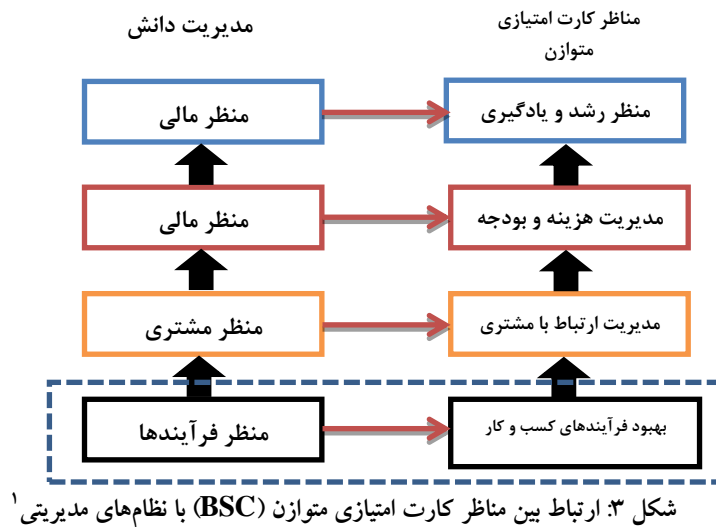 مناظر کارت امتیازی
متوازن
مدیریت دانش
منظر رشد و یادگیری
منظر مالی
مدیریت هزینه و بودجه
منظر مالی
مدیریت ارتباط با مشتری
منظر مشتری
بهبود فرآیندهای کسب و کار
منظر فرآیندها
شکل ۳: ارتباط بین مناظر کارت امتیازی متوازن (BSC) با نظام‌های مدیریتی۱